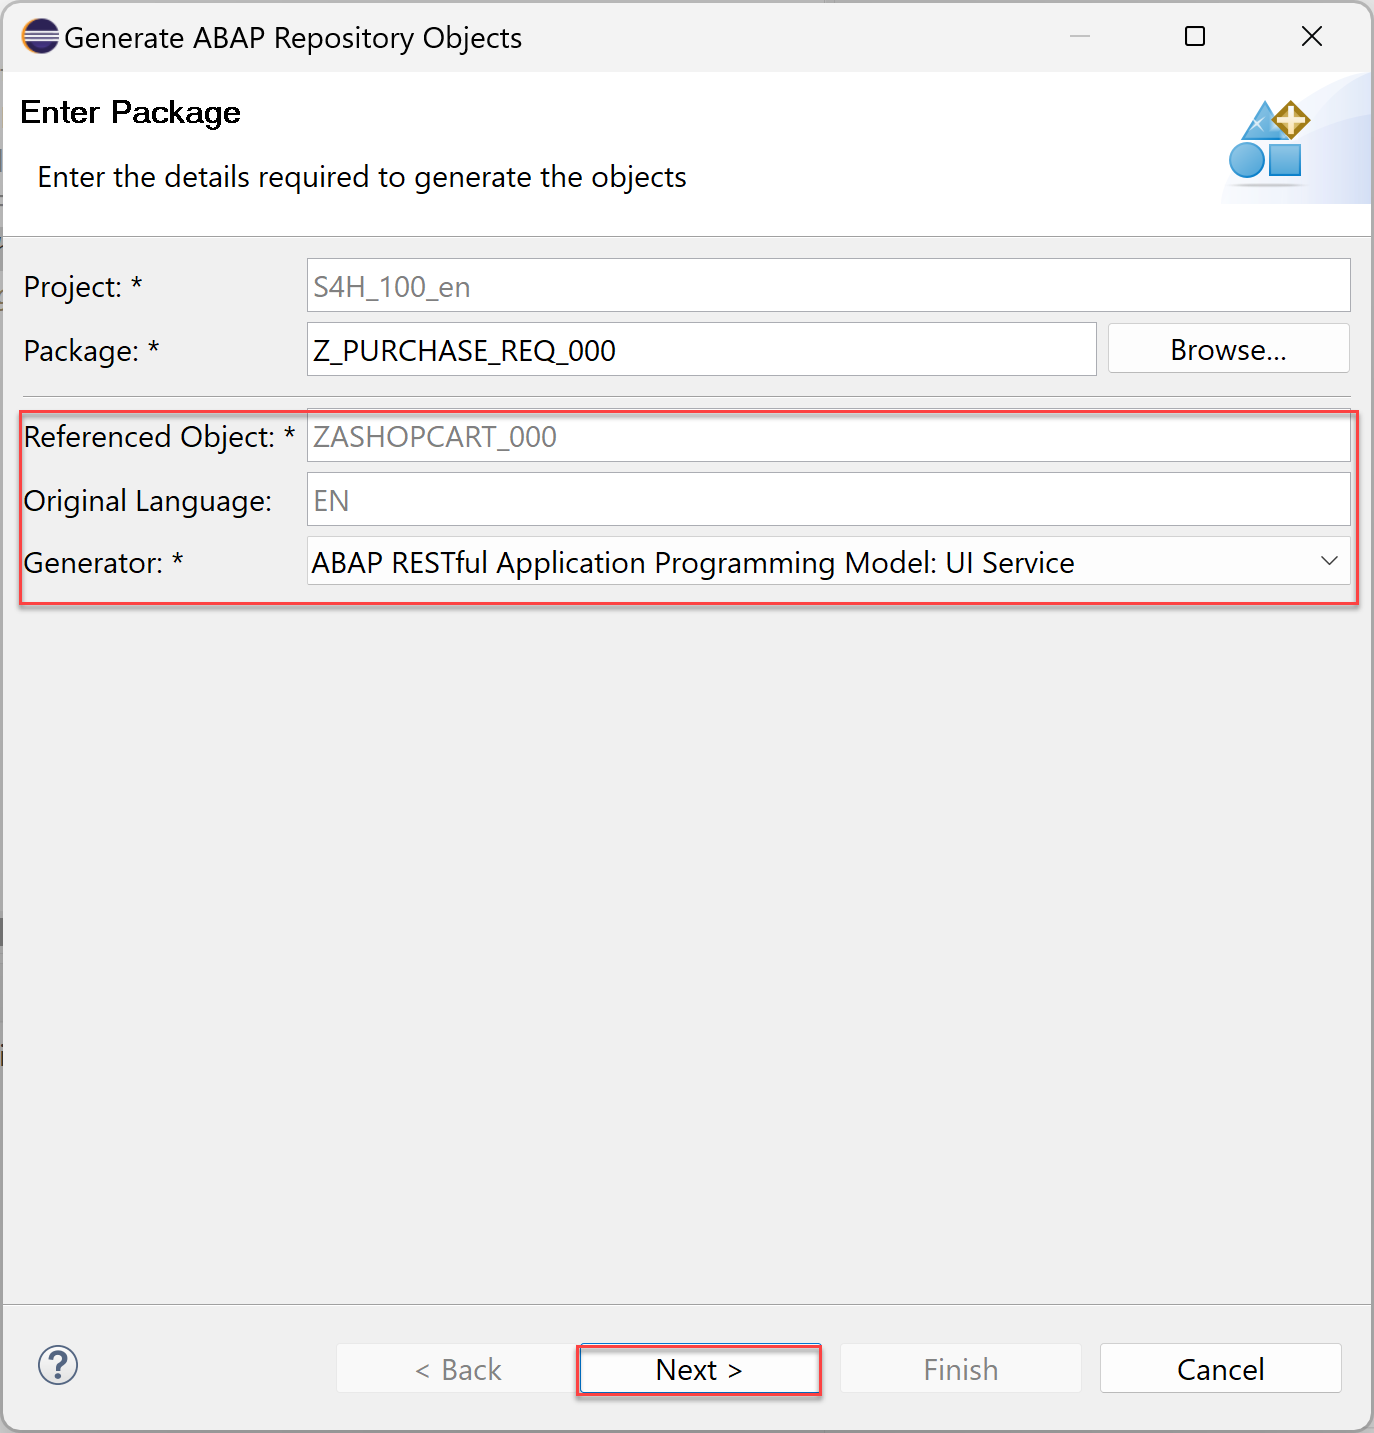 Generate ABAP Repository Objects
Enter Package
Enter the details required to generate the objects
Project: * S4H_100_en
Package: * Z_PURCHASE_REQ_000 Browse...
Referenced Object: * ZASHOPCART_000
Original Language: EN
Generator: * ABAP RESTful Application Programming Model: UI Service
? < Back Next > Finish Cancel